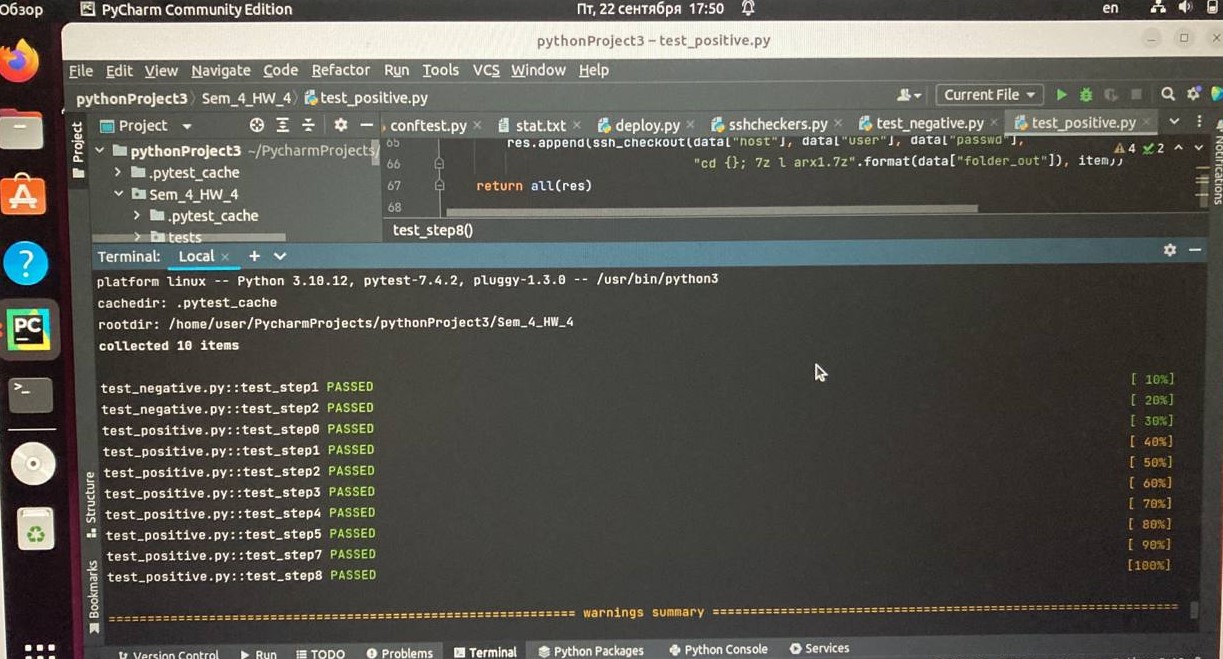 Обзор PyCharm Community Edition Пт, 22 сентября 17:50 en
pythonProject3 – test_positive.py
File Edit View Navigate Code Refactor Run Tools VCS Window Help
pythonProject3 Sem_4_HW_4 test_positive.py Current File
Project Project conftest.py stat.txt deploy.py sshcheckers.py test_negative.py test_positive.py
pythonProject3 ~/PycharmProjects
.pytest_cache
Sem_4_HW_4
.pytest_cache
tests
65 res.append(ssh_checkout(data["host"], data["user"], data["passwd"],
66 "cd {}; 7z l arx1.7z".format(data["folder_out"]), item))
4 2
67 return all(res)
68
test_step8()
Notifications
Terminal: Local
platform linux -- Python 3.10.12, pytest-7.4.2, pluggy-1.3.0 -- /usr/bin/python3
cachedir: .pytest_cache
rootdir: /home/user/PycharmProjects/pythonProject3/Sem_4_HW_4
collected 10 items
test_negative.py::test_step1 PASSED [ 10%]
test_negative.py::test_step2 PASSED [ 20%]
test_positive.py::test_step0 PASSED [ 30%]
test_positive.py::test_step1 PASSED [ 40%]
test_positive.py::test_step2 PASSED [ 50%]
test_positive.py::test_step3 PASSED [ 60%]
test_positive.py::test_step4 PASSED [ 70%]
test_positive.py::test_step5 PASSED [ 80%]
test_positive.py::test_step7 PASSED [ 90%]
test_positive.py::test_step8 PASSED [100%]
warnings summary
Structure
Bookmarks
PC
Version Control Run TODO Problems Terminal Python Packages Python Console Services